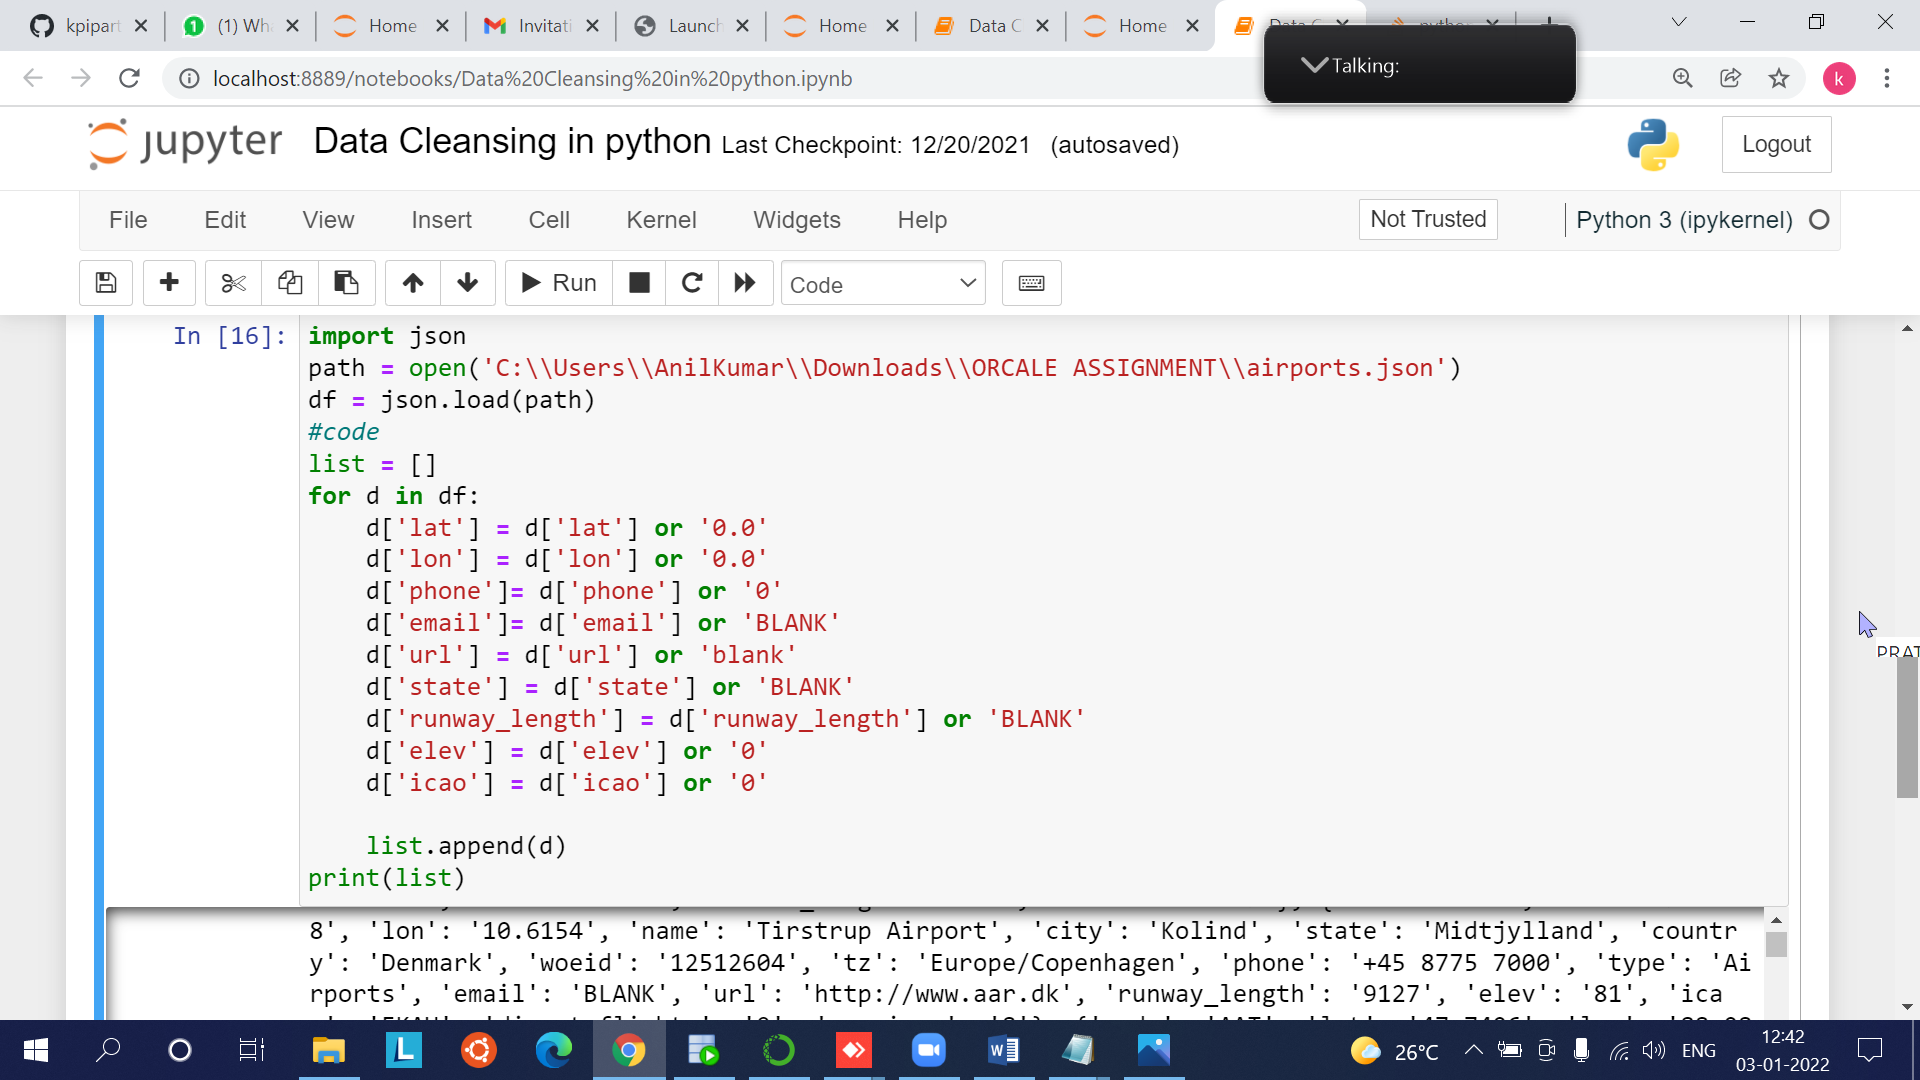 kpipart
(1) Wha
Home
Invitati
Launch
Home
Data C
Home
Talking:
localhost:8889/notebooks/Data%20Cleansing%20in%20python.ipynb
k
jupyter Data Cleansing in python Last Checkpoint: 12/20/2021 (autosaved)
Logout
File Edit View Insert Cell Kernel Widgets Help
Not Trusted
Python 3 (ipykernel)
Run
Code
In [16]:
import json
path = open('C:\\Users\\AnilKumar\\Downloads\\ORCALE ASSIGNMENT\\airports.json')
df = json.load(path)
#code
list = []
for d in df:
    d['lat'] = d['lat'] or '0.0'
    d['lon'] = d['lon'] or '0.0'
    d['phone']= d['phone'] or '0'
    d['email']= d['email'] or 'BLANK'
    d['url'] = d['url'] or 'blank'
    d['state'] = d['state'] or 'BLANK'
    d['runway_length'] = d['runway_length'] or 'BLANK'
    d['elev'] = d['elev'] or '0'
    d['icao'] = d['icao'] or '0'
    list.append(d)
print(list)
8', 'lon': '10.6154', 'name': 'Tirstrup Airport', 'city': 'Kolind', 'state': 'Midtjylland', 'countr
y': 'Denmark', 'woeid': '12512604', 'tz': 'Europe/Copenhagen', 'phone': '+45 8775 7000', 'type': 'Ai
rports', 'email': 'BLANK', 'url': 'http://www.aar.dk', 'runway_length': '9127', 'elev': '81', 'ica
PRAT
26°C
ENG
12:42
03-01-2022